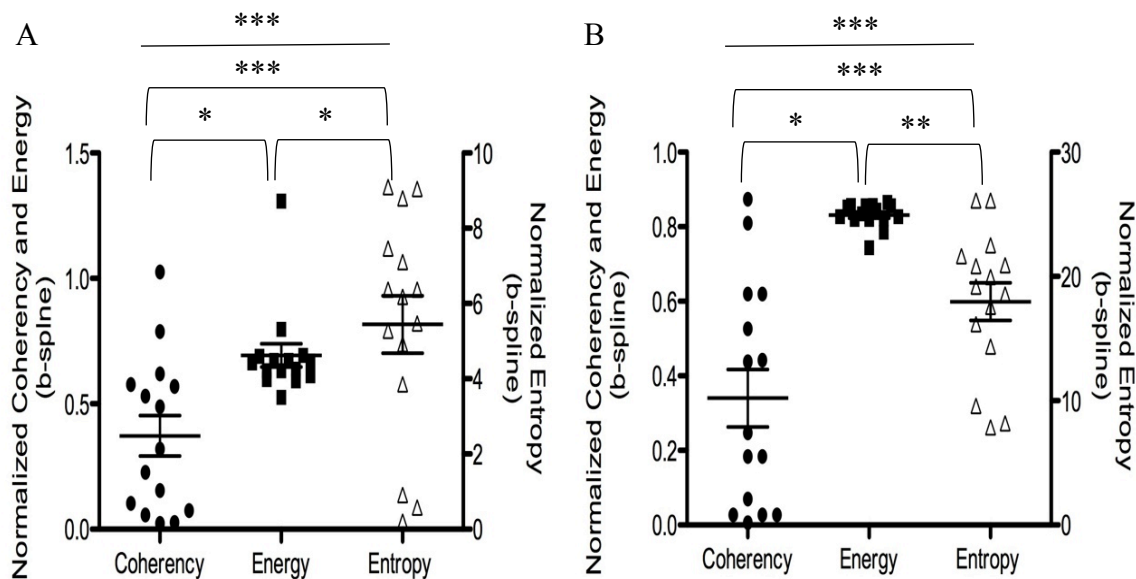 A
***
***
*
*
Normalized Coherency and Energy
(b-splne)
1.5
1.0
0.5
0.0
10
8
6
4
2
0
Normalized Entropy
(b-spline)
Coherency
Energy
Entropy
B
***
***
*
**
Normalized Coherency and Energy
(b-spline)
1.0
0.8
0.6
0.4
0.2
0.0
30
20
10
0
Normalized Entropy
(b-spline)
Coherency
Energy
Entropy